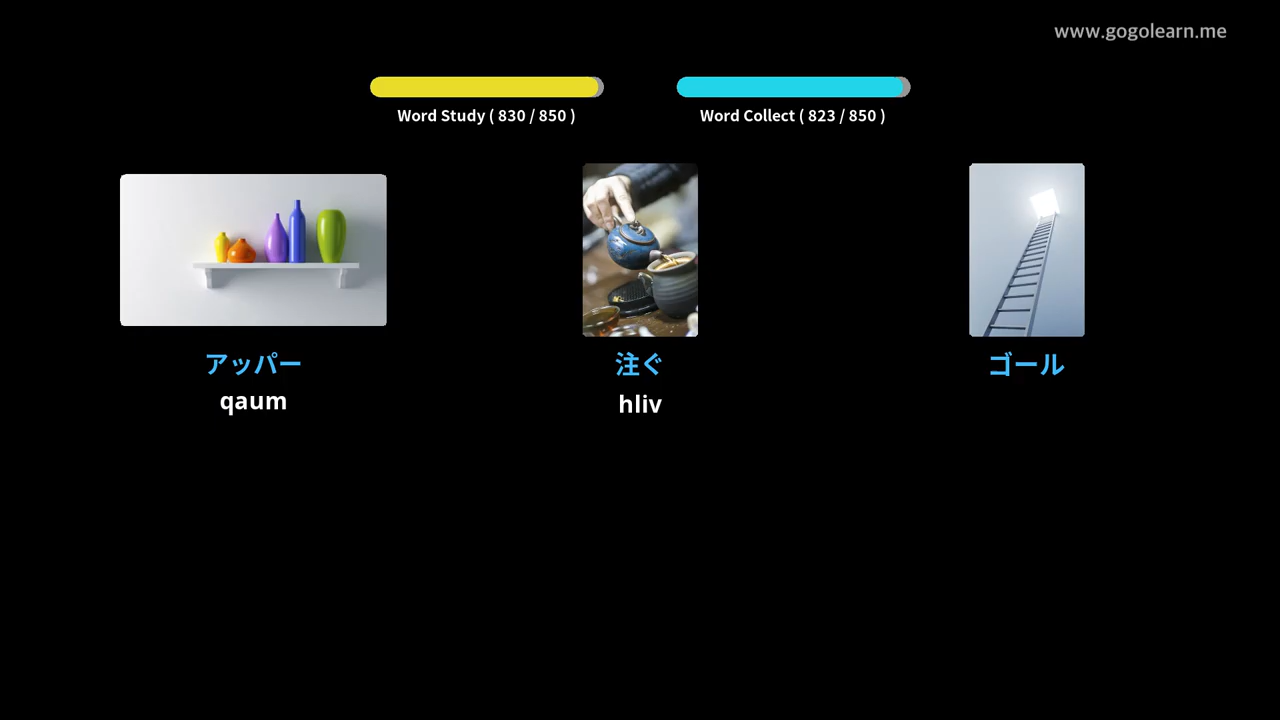 www.gogolearn.me
Word Study ( 830 / 850 )
Word Collect ( 823 / 850 )
アッパー
注ぐ
ゴール
qaum
hliv